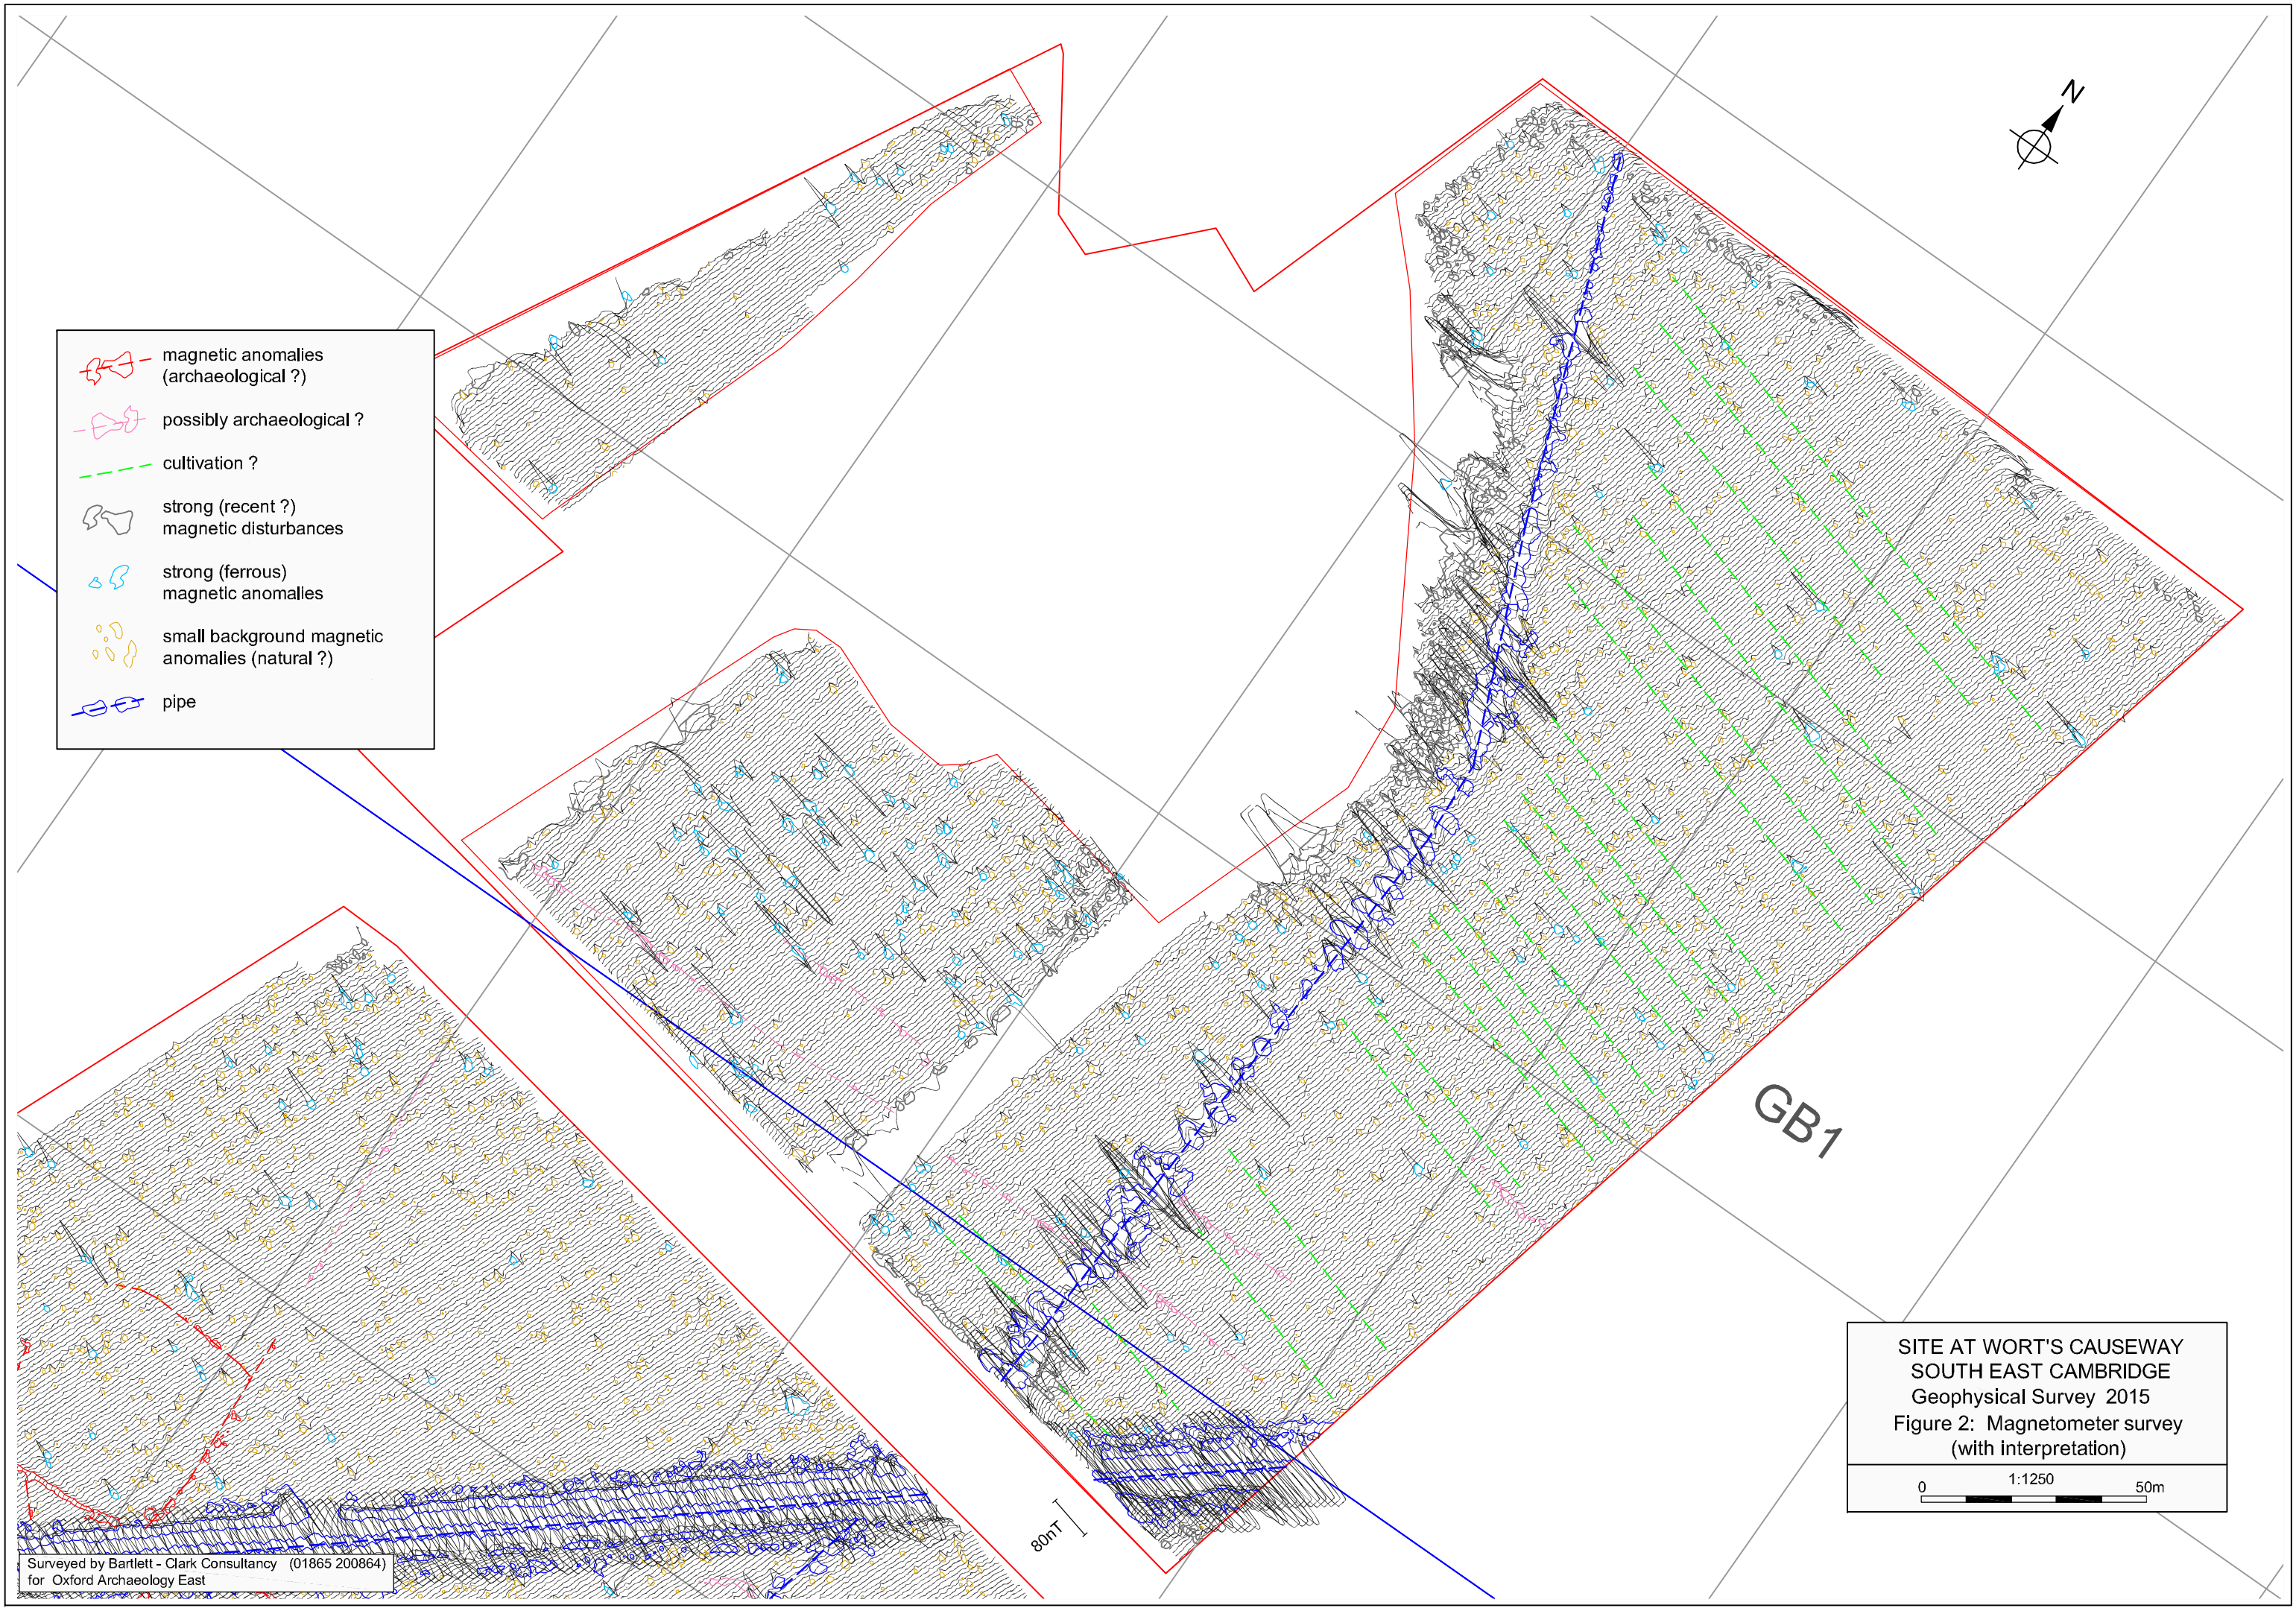 N
magnetic anomalies
(archaeological ?)
possibly archaeological ?
cultivation ?
strong (recent ?)
magnetic disturbances
strong (ferrous)
magnetic anomalies
small background magnetic
anomalies (natural ?)
pipe
GB1
80nT
SITE AT WORT'S CAUSEWAY
SOUTH EAST CAMBRIDGE
Geophysical Survey 2015
Figure 2: Magnetometer survey
(with interpretation)
1:1250
0 50m
Surveyed by Bartlett - Clark Consultancy (01865 200864)
for Oxford Archaeology East